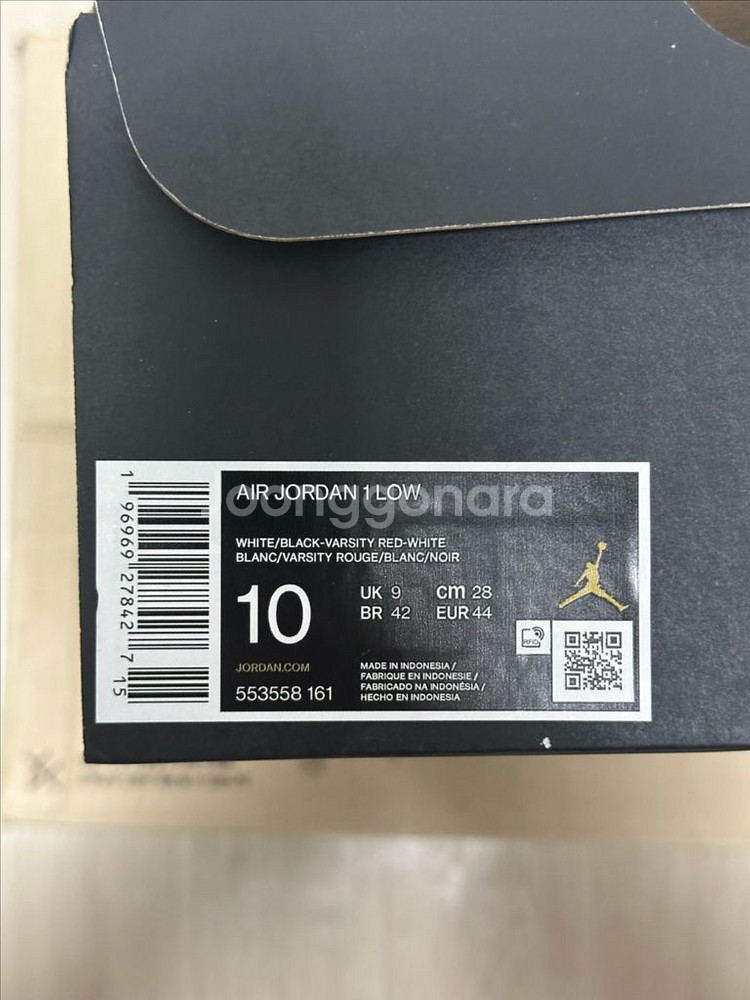 AIR JORDAN 1 LOW
joonggonara
WHITE/BLACK-VARSITY RED-WHITE
BLANC/VARSITY ROUGE/BLANC/NOIR
10
UK 9 cm 28
BR 42 EUR 44
JORDAN.COM
553558 161
MADE IN INDONESIA /
FABRIQUE EN INDONESIE /
FABRICADO NA INDONÉSIA /
HECHO EN INDONESIA
RFID
1 96969 27842 7 15